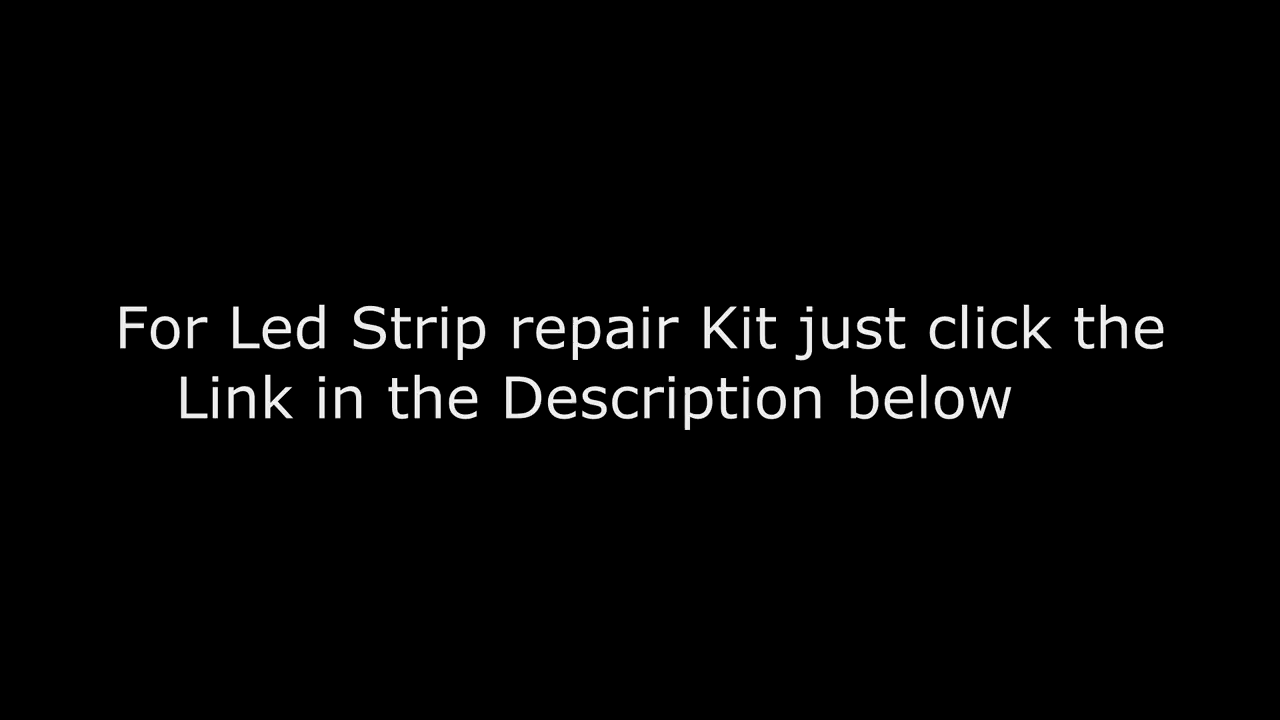 For Led Strip repair Kit just click the
Link in the Description below